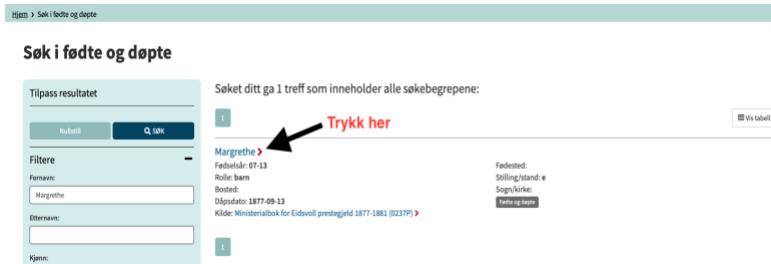 Hjem > Søk i fødte og døpte
Søk i fødte og døpte
Tilpass resultatet
Nullstill
SØK
Filtere
Fornavn:
Margrethe
Etternavn:
Kjønn:
Søket ditt ga 1 treff som inneholder alle søkebegrepene:
1
Trykk her
Vis tabell
Margrethe
Fødselsår: 07-13
Rolle: barn
Bosted:
Dåpsdato: 1877-09-13
Kilde: Ministerialbok for Eidsvoll prestegjeld 1877-1881 (0237P)
Fødested:
Stilling/stand: e
Sogn/kirke:
Fødte og døpte
1